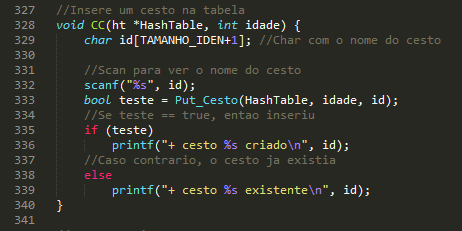 327 //Insere um cesto na tabela
328 void CC(ht *HashTable, int idade) {
329 char id[TAMANHO_IDEN+1]; //Char com o nome do cesto
330
331 //Scan para ver o nome do cesto
332 scanf("%s", id);
333 bool teste = Put_Cesto(HashTable, idade, id);
334 //Se teste == true, entao inseriu
335 if (teste)
336 printf("+ cesto %s criado\n", id);
337 //Caso contrario, o cesto ja existia
338 else
339 printf("+ cesto %s existente\n", id);
340 }
341